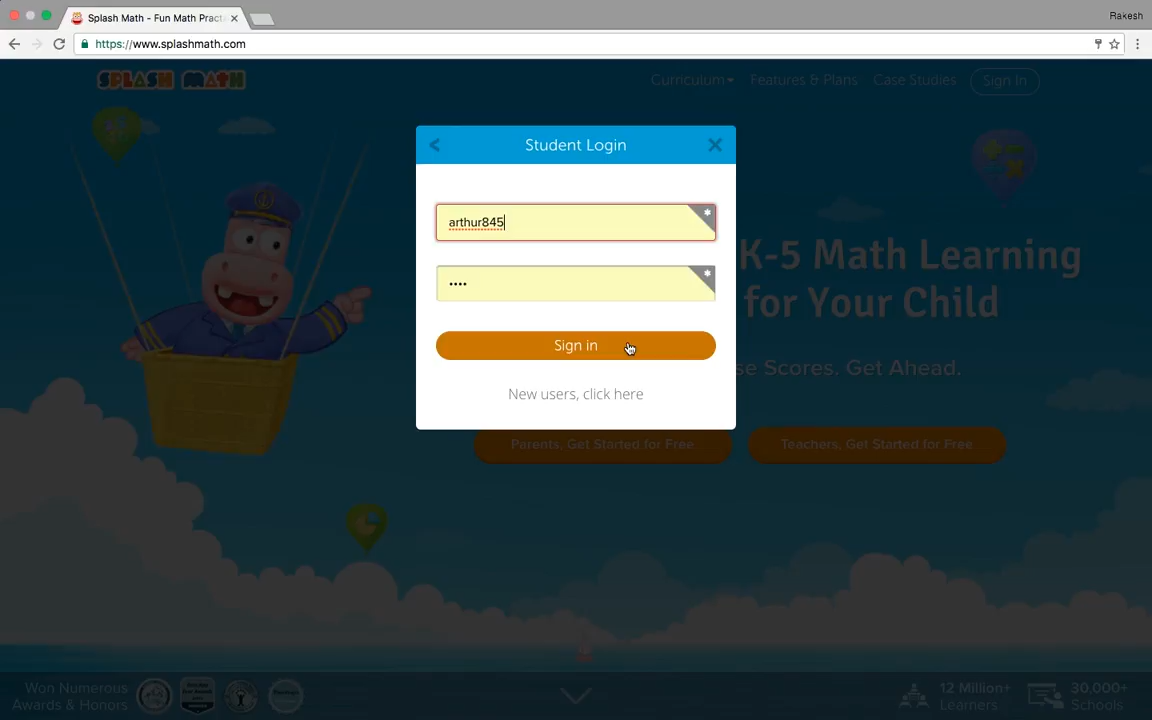 Splash Math - Fun Math Pract
Rakesh
https://www.splashmath.com
SPLASH MATH
Curriculum
Features & Plans
Case Studies
Sign In
Student Login
arthur845
Sign in
New users, click here
K-5 Math Learning
for Your Child
se Scores. Get Ahead.
Parents, Get Started for Free
Teachers, Get Started for Free
Won Numerous
Awards & Honors
12 Million+
Learners
30,000+
Schools